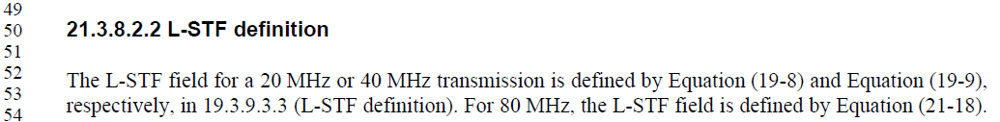 49
50 21.3.8.2.2 L-STF definition
51
52 The L-STF field for a 20 MHz or 40 MHz transmission is defined by Equation (19-8) and Equation (19-9),
53 respectively, in 19.3.9.3.3 (L-STF definition). For 80 MHz, the L-STF field is defined by Equation (21-18).
54